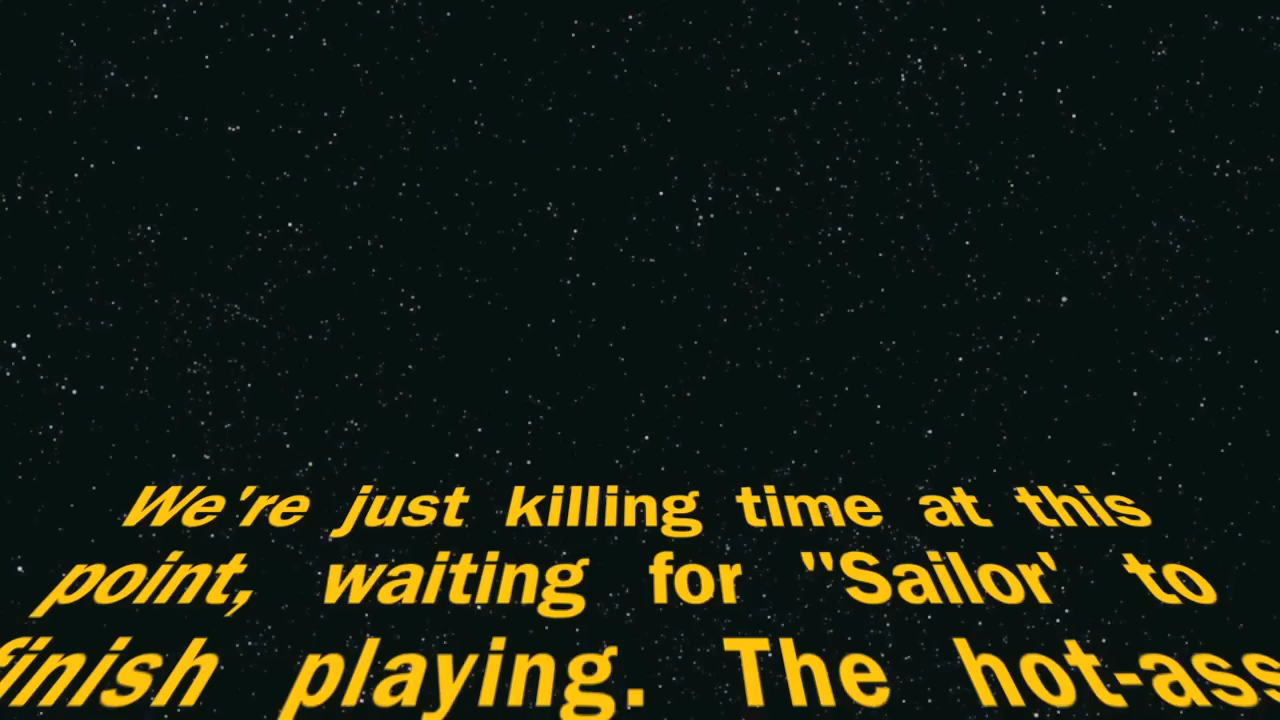 We're just killing time at this
point, waiting for "Sailor' to
finish playing. The hot-ass